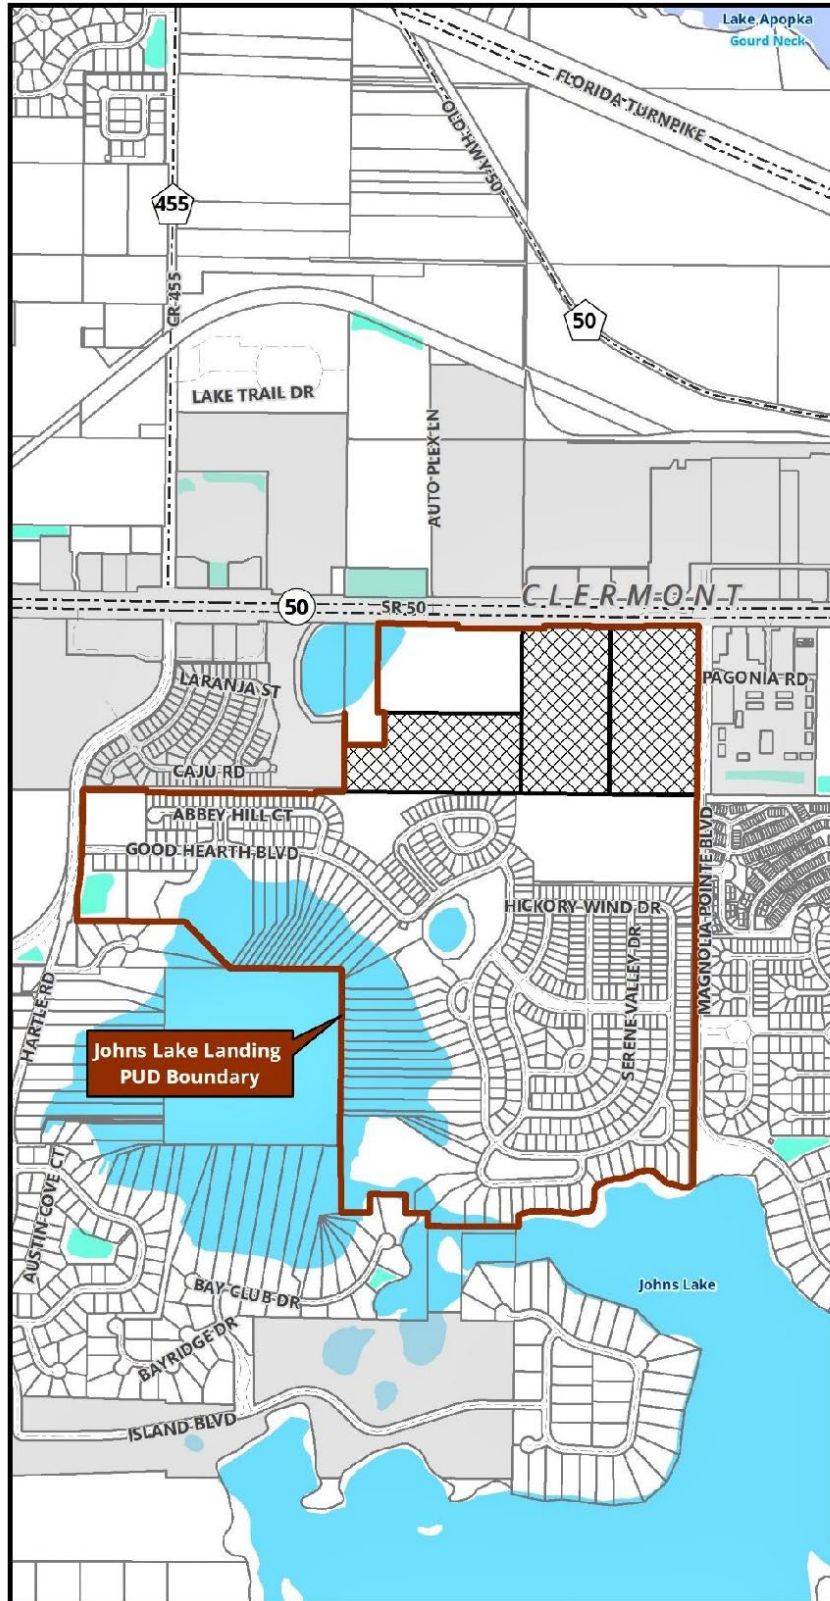 Lake Apopka
Gourd Neck
FLORIDA TURNPIKE
OLD HWY 50
455
CR 455
50
LAKE TRAIL DR
AUTO PLEX LN
CLERMONT
50
SR 50
LARANJA ST
PAGONIA RD
CAJU RD
ABBEY HILL CT
GOOD HEARTH BLVD
MAGNOLIA POINTE BLVD
HICKORY WIND DR
SERENE VALLEY DR
HARTLE RD
Johns Lake Landing
PUD Boundary
AUSTIN COVE CT
BAY CLUB DR
Johns Lake
BAYRIDGE DR
ISLAND BLVD